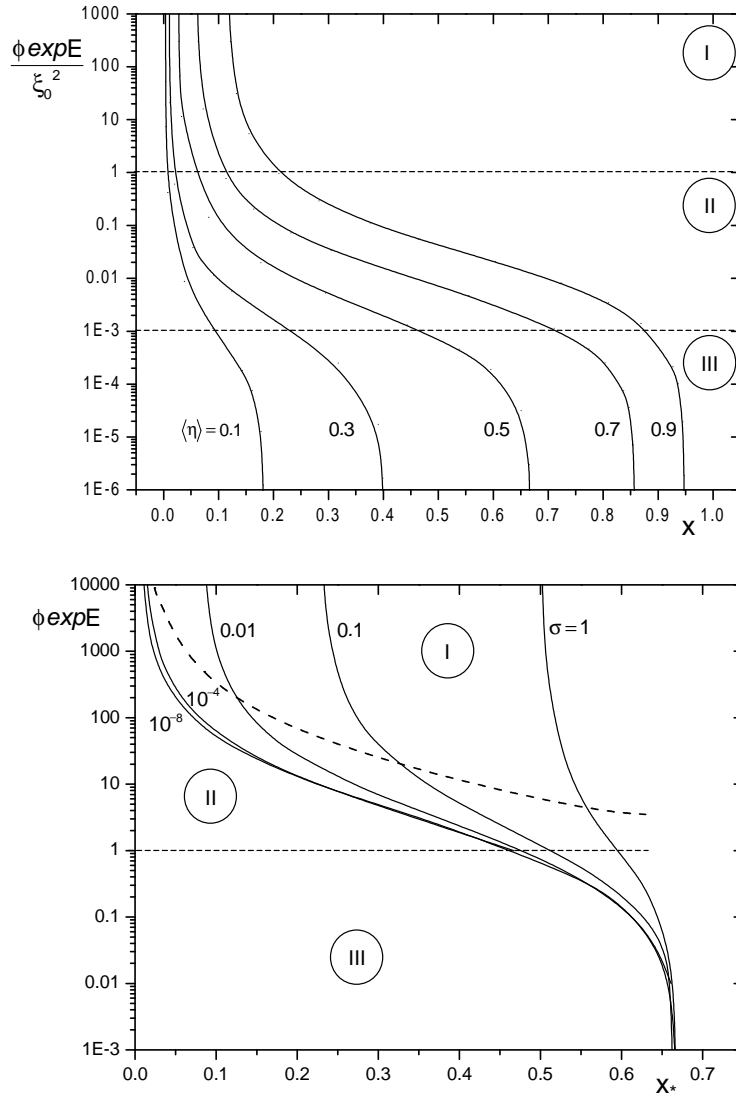 1000
ϕ expE
ξ₀²
100
10
1
0.1
0.01
1E-3
1E-4
1E-5
1E-6
I
II
III
⟨η⟩ = 0.1
0.3
0.5
0.7
0.9
0.0 0.1 0.2 0.3 0.4 0.5 0.6 0.7 0.8 0.9 1.0
X
10000
ϕ expE
1000
100
10
1
0.1
0.01
1E-3
0.01
0.1
σ=1
I
10⁻⁴
10⁻⁸
II
III
0.0 0.1 0.2 0.3 0.4 0.5 0.6 0.7
X*